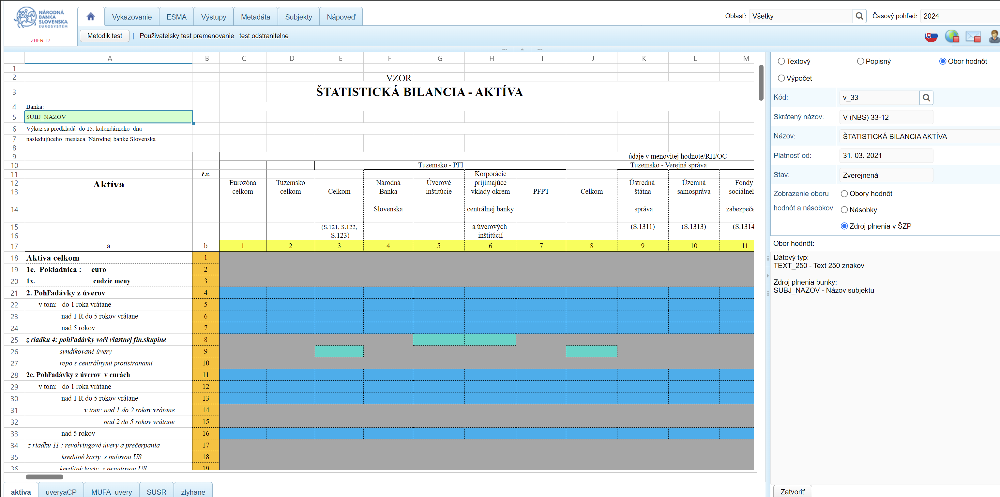 NÁRODNÁ
BANKA
SLOVENSKA
EUROSYSTÉM
ZBER T2
Vykazovanie
ESMA
Výstupy
Metadáta
Subjekty
Nápoveď
Oblasť:
Všetky
Časový pohľad:
2024
Metodik test
|
Použivatelsky test premenovanie
test odstranitelne
A B C D E F G H I J K L M
1
2 VZOR
3 ŠTATISTICKÁ BILANCIA - AKTÍVA
4 Banka:
5 SUBJ_NAZOV
6 Výkaz sa predkladá do 15. kalendárneho dňa
7 nasledujúceho mesiaca Národnej banke Slovenska
8
9 údaje v menovitej hodnote/RH/OC
10 Tuzemsko - PFI Tuzemsko - Verejná správa
11 č.r. Korporácie
12 Aktíva Eurozóna Tuzemsko Národná Úverové prijímajúce Ústredná Územná Fondy
13 celkom celkom Celkom Banka inštitúcie vklady okrem PFPT Celkom štátna samospráva sociálneh
14 Slovenska centrálnej banky správa zabezpeče
15 (S.121, S.122, a úverových (S.1311) (S.1313) (S.1314
16 S.123) inštitúcií
17 a b 1 2 3 4 5 6 7 8 9 10 11
18 Aktíva celkom 1
19 1e. Pokladnica : euro 2
20 1x. cudzie meny 3
21 2. Pohľadávky z úverov 4
22 v tom: do 1 roka vrátane 5
23 nad 1 R do 5 rokov vrátane 6
24 nad 5 rokov 7
25 z riadku 4: pohľadávky voči vlastnej fin.skupine 8
26 syndikované úvery 9
27 repo s centrálnymi protistranami 10
28 2e. Pohľadávky z úverov v eurách 11
29 v tom: do 1 roka vrátane 12
30 nad 1 R do 5 rokov vrátane 13
31 v tom: nad 1 do 2 rokov vrátane 14
32 nad 2 do 5 rokov vrátane 15
33 nad 5 rokov 16
34 z riadku 11 : revolvingové úvery a prečerpania 17
35 kreditné karty s nulovou US 18
36 kreditné karty s nenulovou US 19
aktiva
uveryaCP
MUFA_uvery
SUSR
zlyhane
Textový
Popisný
Obor hodnôt
Výpočet
Kód: v_33
Skrátený názov: V (NBS) 33-12
Názov: ŠTATISTICKÁ BILANCIA AKTÍVA
Platnosť od: 31. 03. 2021
Stav: Zverejnená
Zobrazenie oboru
hodnôt a násobkov
Obory hodnôt
Násobky
Zdroj plnenia v ŠZP
Obor hodnôt:
Dátový typ:
TEXT_250 - Text 250 znakov
Zdroj plnenia bunky:
SUBJ_NAZOV - Názov subjektu
Zatvoriť